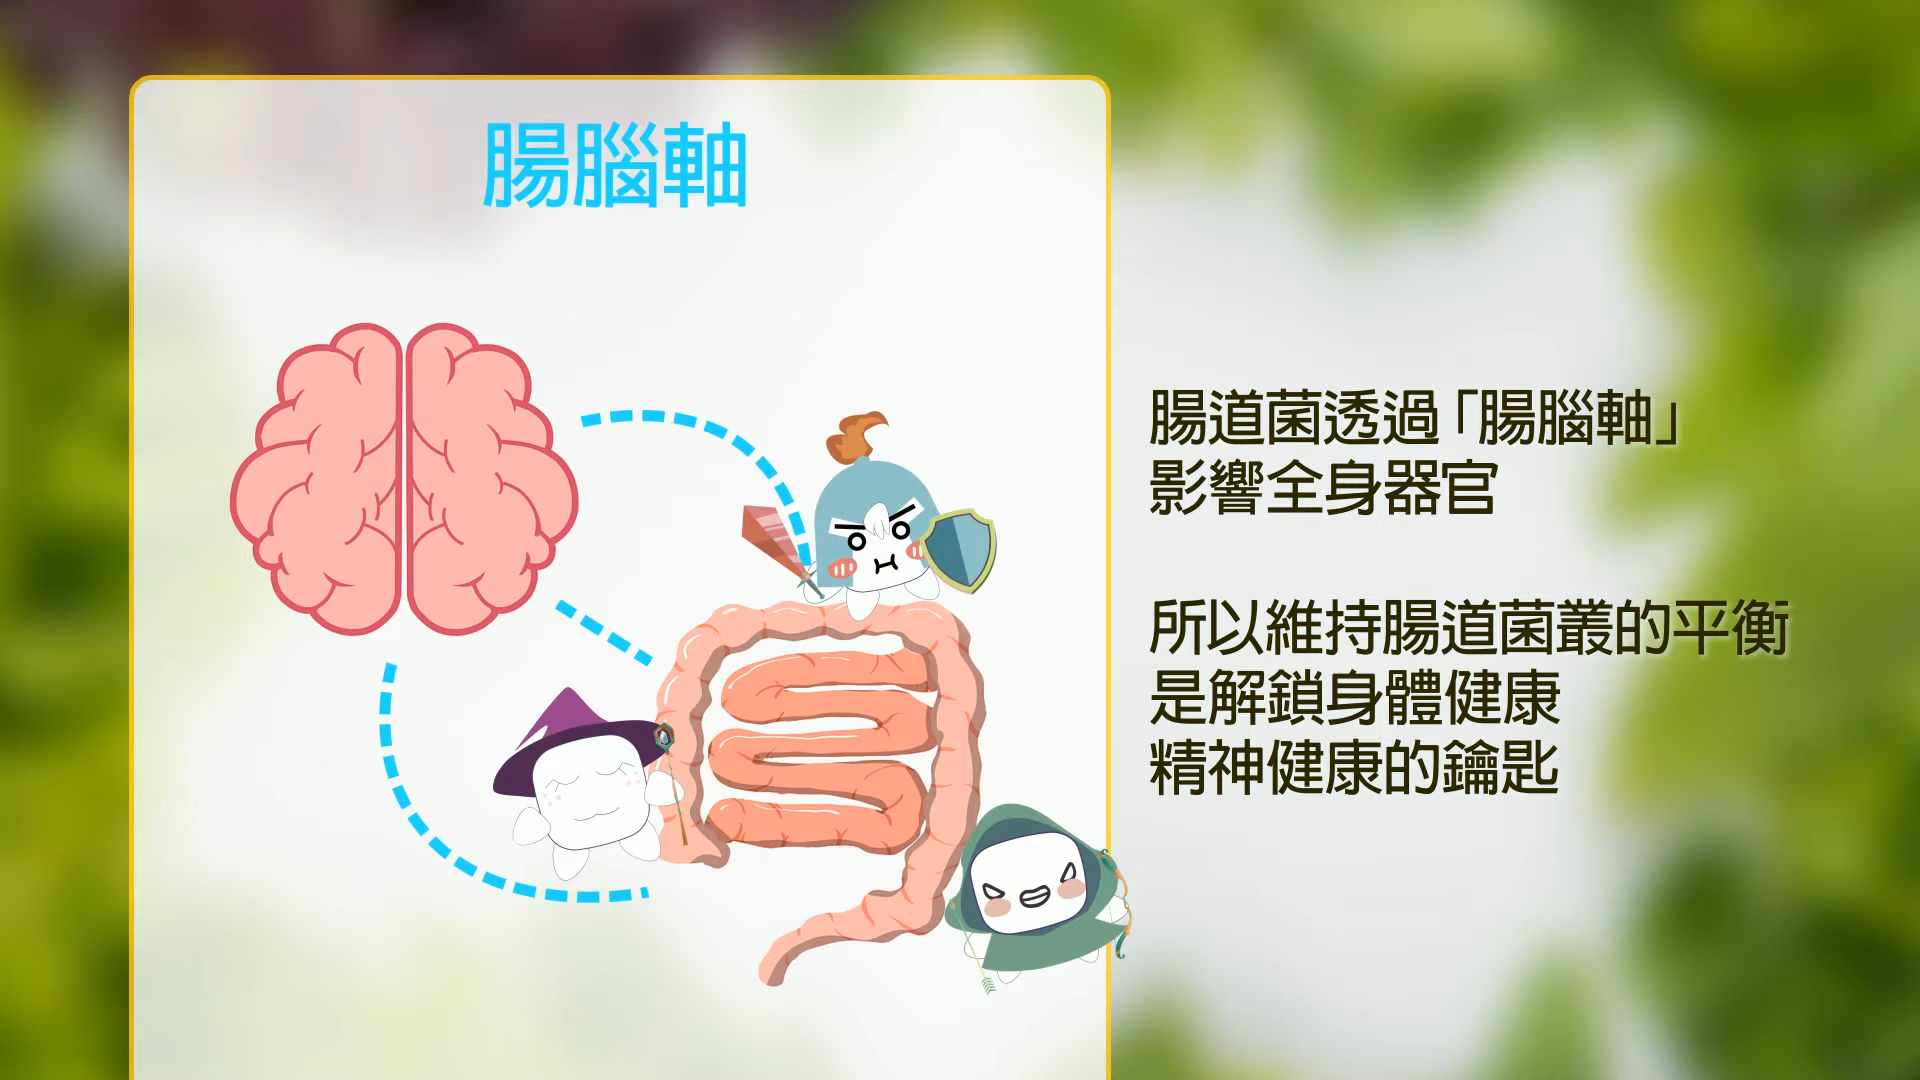 腸腦軸
腸道菌透過「腸腦軸」
影響全身器官
所以維持腸道菌叢的平衡
是解鎖身體健康
精神健康的鑰匙